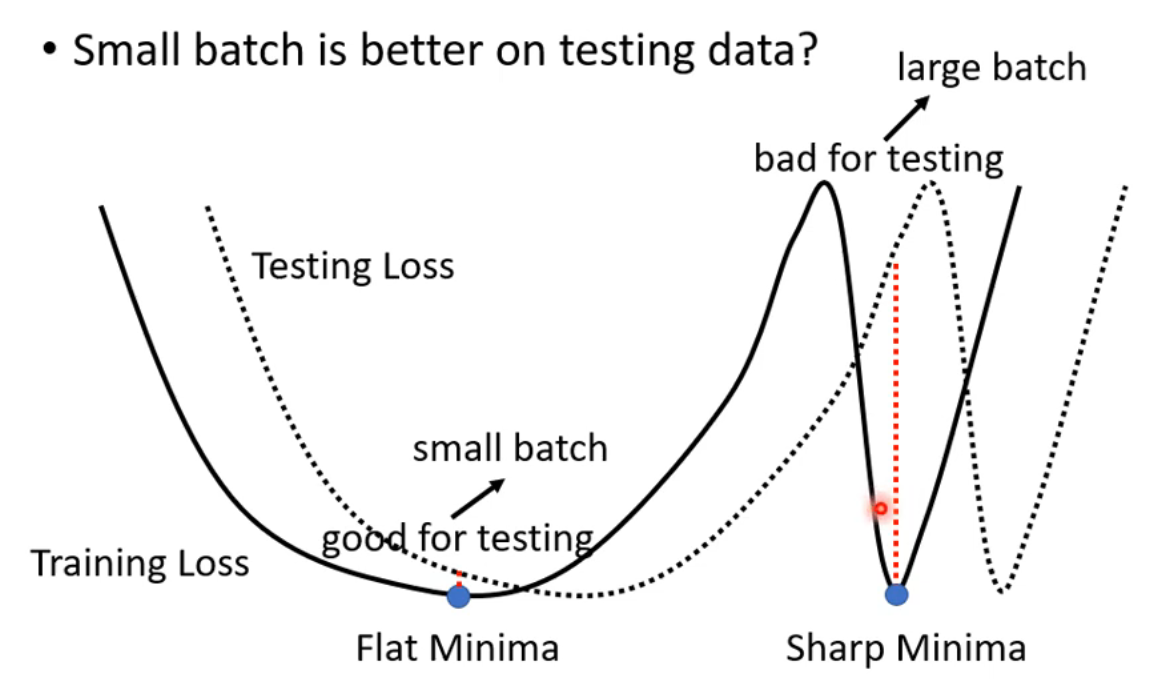 • Small batch is better on testing data?
large batch
bad for testing
Testing Loss
small batch
good for testing
Training Loss
Flat Minima
Sharp Minima